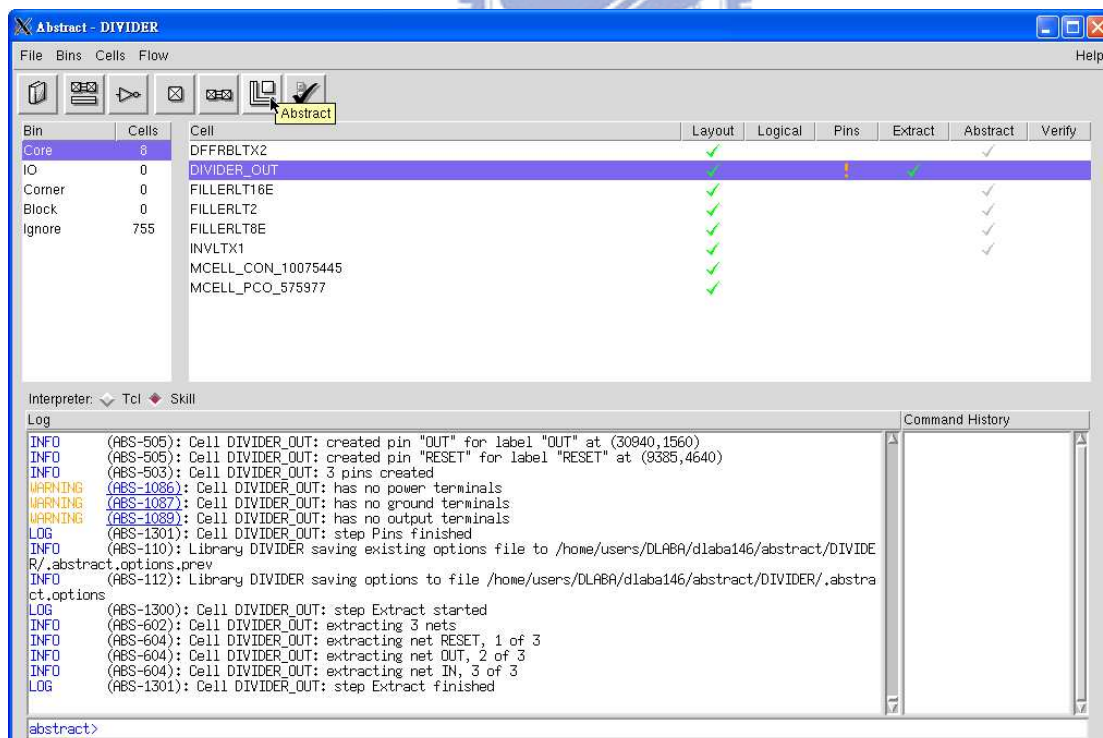 Abstract - DIVIDER
File Bins Cells Flow Help
Abstract
Bin Cells
Core 8
IO 0
Corner 0
Block 0
Ignore 755
Cell Layout Logical Pins Extract Abstract Verify
DFFRBLTX2
DIVIDER_OUT !
FILLERLT16E
FILLERLT2
FILLERLT8E
INVLTX1
MCELL_CON_10075445
MCELL_PCO_575977
Interpreter: Tcl Skill
Log
INFO (ABS-505): Cell DIVIDER_OUT: created pin "OUT" for label "OUT" at (30940,1560)
INFO (ABS-505): Cell DIVIDER_OUT: created pin "RESET" for label "RESET" at (9385,4640)
INFO (ABS-503): Cell DIVIDER_OUT: 3 pins created
WARNING (ABS-1086): Cell DIVIDER_OUT: has no power terminals
WARNING (ABS-1087): Cell DIVIDER_OUT: has no ground terminals
WARNING (ABS-1089): Cell DIVIDER_OUT: has no output terminals
LOG (ABS-1301): Cell DIVIDER_OUT: step Pins finished
INFO (ABS-110): Library DIVIDER saving existing options file to /home/users/DLABA/dlaba146/abstract/DIVIDE
R/.abstract.options.prev
INFO (ABS-112): Library DIVIDER saving options to file /home/users/DLABA/dlaba146/abstract/DIVIDER/.abstra
ct.options
LOG (ABS-1300): Cell DIVIDER_OUT: step Extract started
INFO (ABS-602): Cell DIVIDER_OUT: extracting 3 nets
INFO (ABS-604): Cell DIVIDER_OUT: extracting net RESET, 1 of 3
INFO (ABS-604): Cell DIVIDER_OUT: extracting net OUT, 2 of 3
INFO (ABS-604): Cell DIVIDER_OUT: extracting net IN, 3 of 3
LOG (ABS-1301): Cell DIVIDER_OUT: step Extract finished
Command History
abstract>